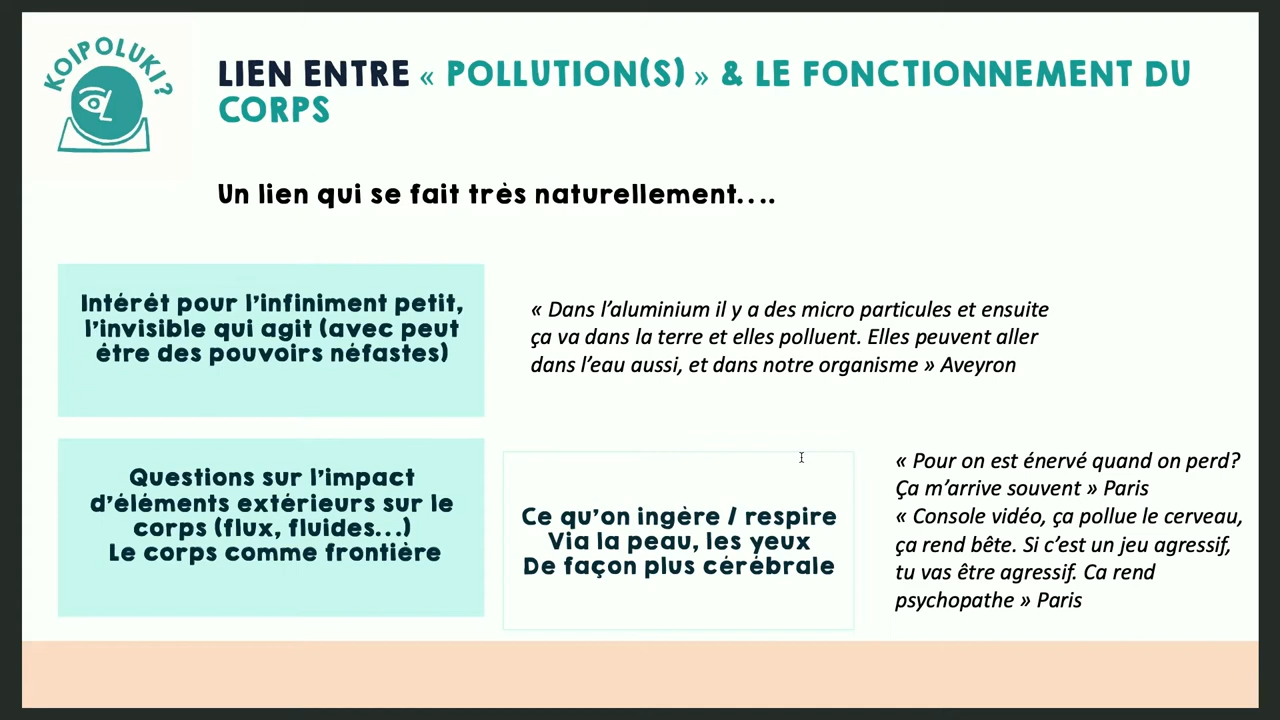 KOIPOLUKI?
LIEN ENTRE « POLLUTION(S) » & LE FONCTIONNEMENT DU
CORPS
Un lien qui se fait très naturellement....
Intérêt pour l'infiniment petit,
l'invisible qui agit (avec peut
être des pouvoirs néfastes)
« Dans l'aluminium il y a des micro particules et ensuite
ça va dans la terre et elles polluent. Elles peuvent aller
dans l'eau aussi, et dans notre organisme » Aveyron
Questions sur l'impact
d'éléments extérieurs sur le
corps (flux, fluides...)
Le corps comme frontière
Ce qu'on ingère / respire
Via la peau, les yeux
De façon plus cérébrale
« Pour on est énervé quand on perd?
Ça m'arrive souvent » Paris
« Console vidéo, ça pollue le cerveau,
ça rend bête. Si c'est un jeu agressif,
tu vas être agressif. Ca rend
psychopathe » Paris